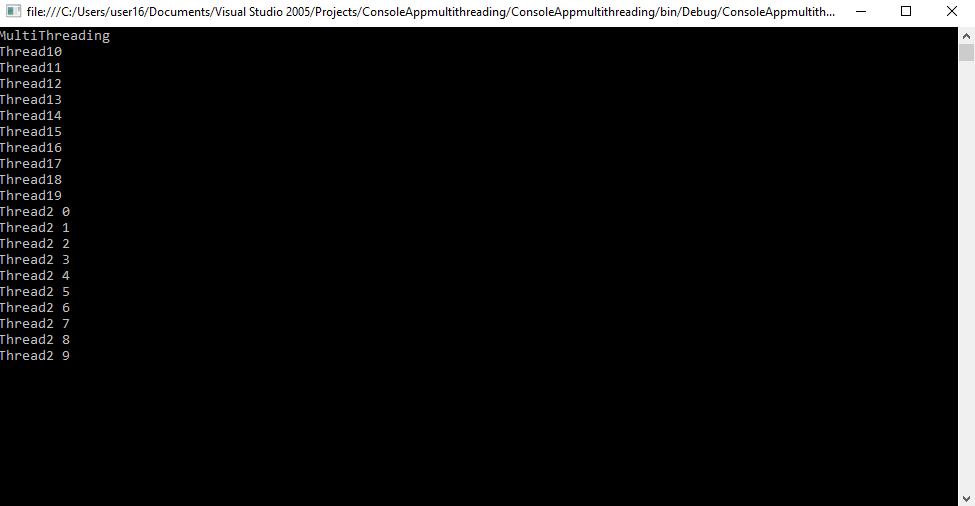 file:///C:/Users/user16/Documents/Visual Studio 2005/Projects/ConsoleAppmultithreading/ConsoleAppmultithreading/bin/Debug/ConsoleAppmultith...
MultiThreading
Thread10
Thread11
Thread12
Thread13
Thread14
Thread15
Thread16
Thread17
Thread18
Thread19
Thread2 0
Thread2 1
Thread2 2
Thread2 3
Thread2 4
Thread2 5
Thread2 6
Thread2 7
Thread2 8
Thread2 9